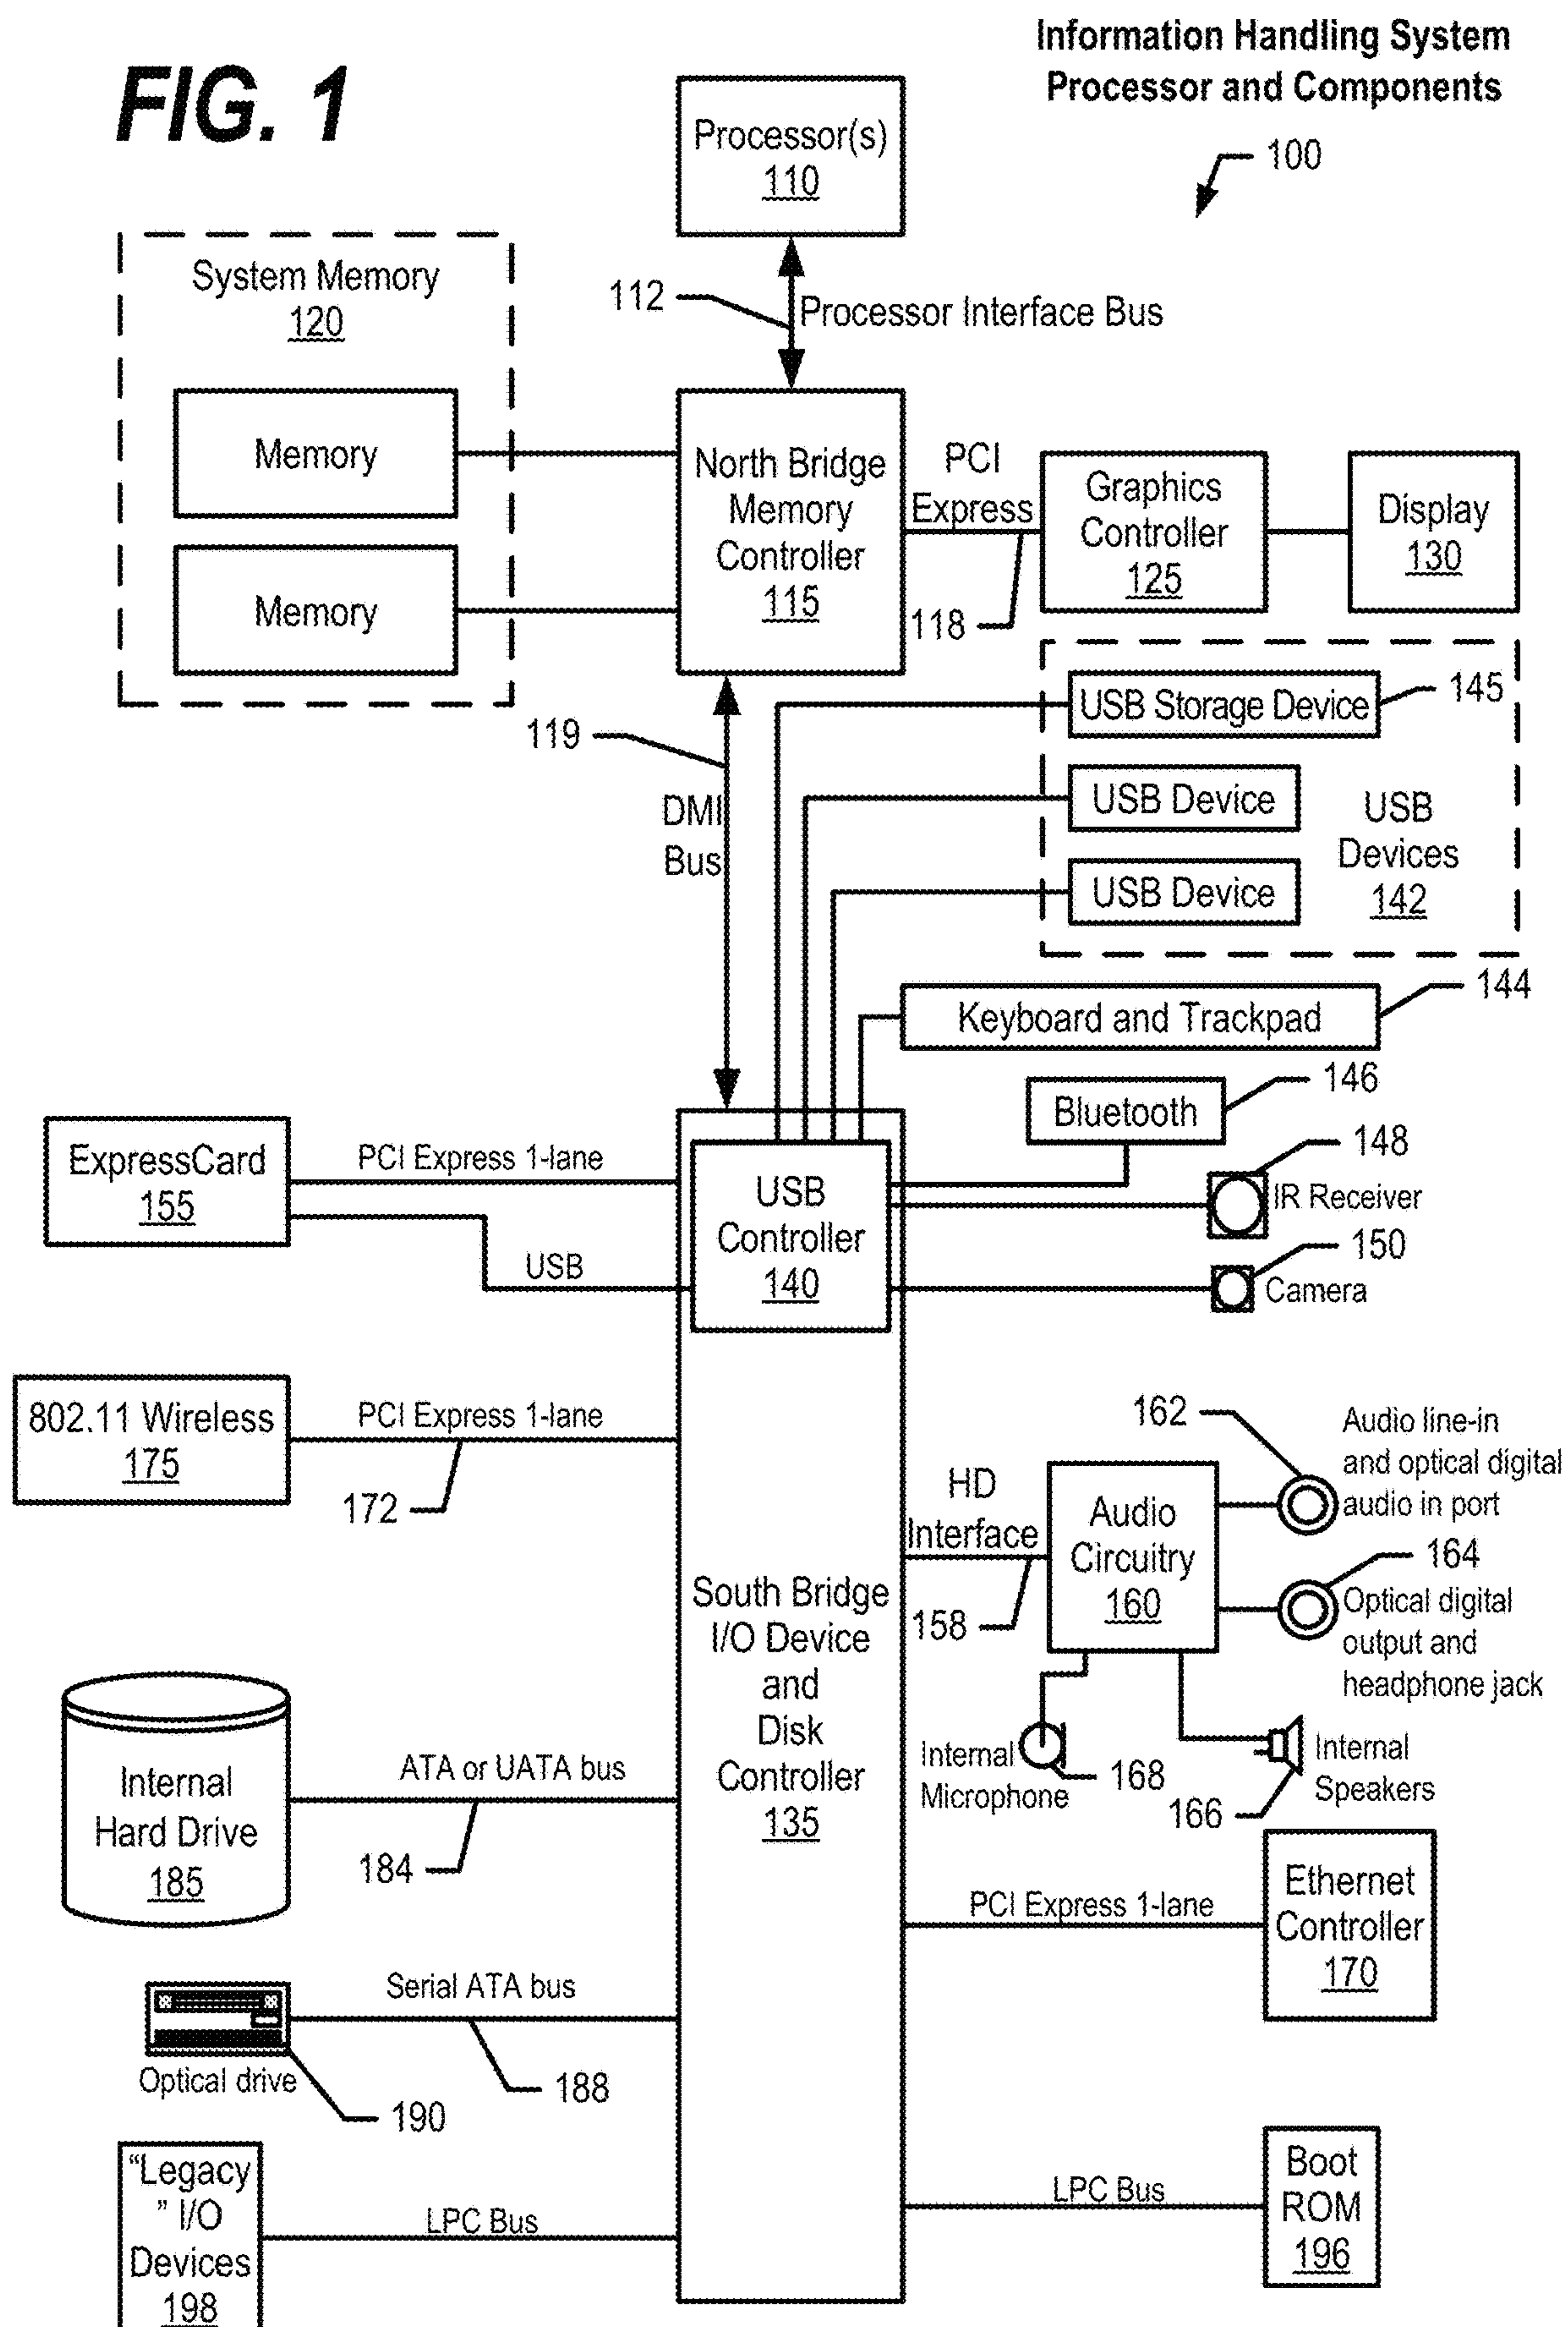 Information Handling System
Processor and Components
FIG. 1
100
Processor(s)
110
System Memory
120
112
Processor Interface Bus
Memory
Memory
North Bridge
Memory
Controller
115
PCI
Express
118
Graphics
Controller
125
Display
130
119
DMI
Bus
USB Storage Device
145
USB Device
USB Device
USB
Devices
142
Keyboard and Trackpad
144
Bluetooth
146
148
IR Receiver
150
Camera
ExpressCard
155
PCI Express 1-lane
USB
USB
Controller
140
802.11 Wireless
175
PCI Express 1-lane
172
162
Audio line-in
and optical digital
audio in port
HD
Interface
158
Audio
Circuitry
160
164
Optical digital
output and
headphone jack
South Bridge
I/O Device
and
Disk
Controller
135
Internal
Microphone
168
166
Internal
Speakers
Internal
Hard Drive
185
ATA or UATA bus
184
PCI Express 1-lane
Ethernet
Controller
170
Serial ATA bus
188
Optical drive
190
“Legacy
” I/O
Devices
198
LPC Bus
LPC Bus
Boot
ROM
196